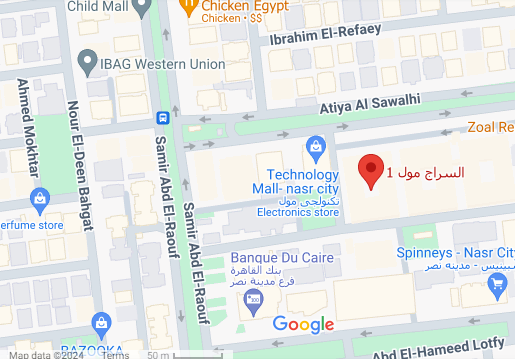 Child Mall
Chicken Egypt
Chicken • $$
Ibrahim El-Refaey
IBAG Western Union
Atiya Al Sawalhi
Zoal Re
Ahmed Mokhtar
Nour El-Deen Bahgat
Samir Abd El-Raouf
Samir Abd El-Raouf
Technology
Mall- nasr city
تكنولوجى مول
Electronics store
السراج مول 1
erfume store
Banque Du Caire
بنك القاهرة
فرع مدينة نصر
Spinneys - Nasr City
سبينيس - مدينة نصر
Google
BAZOOKA
Abd El-Hameed Lotfy
Map data ©2024 Terms 50 m